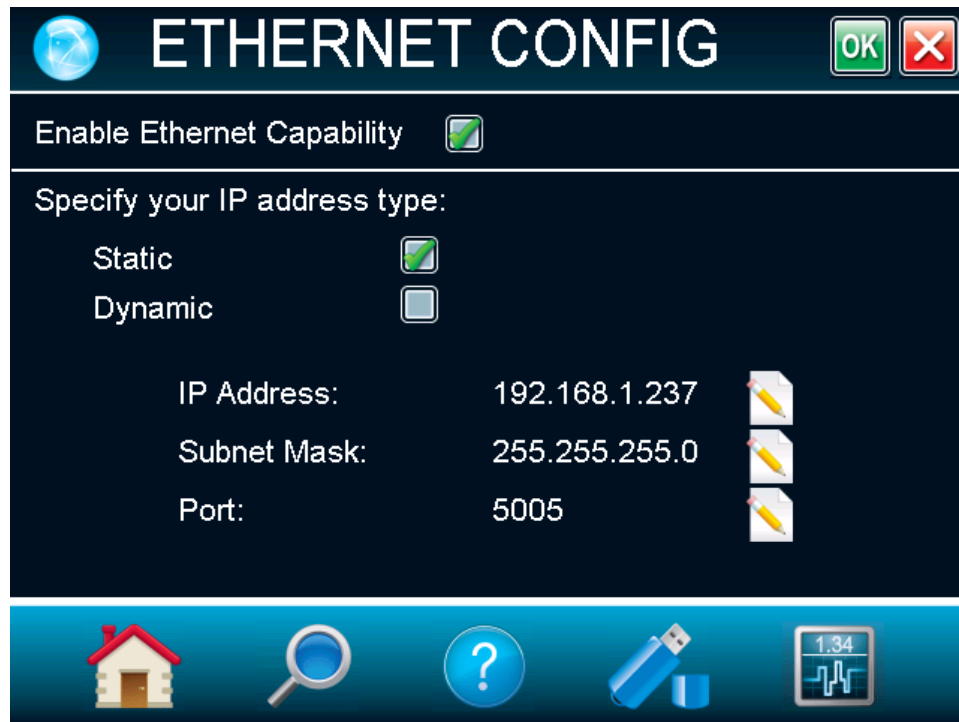 ETHERNET CONFIG OK
Enable Ethernet Capability
Specify your IP address type:
Static
Dynamic
IP Address: 192.168.1.237
Subnet Mask: 255.255.255.0
Port: 5005
?
1.34